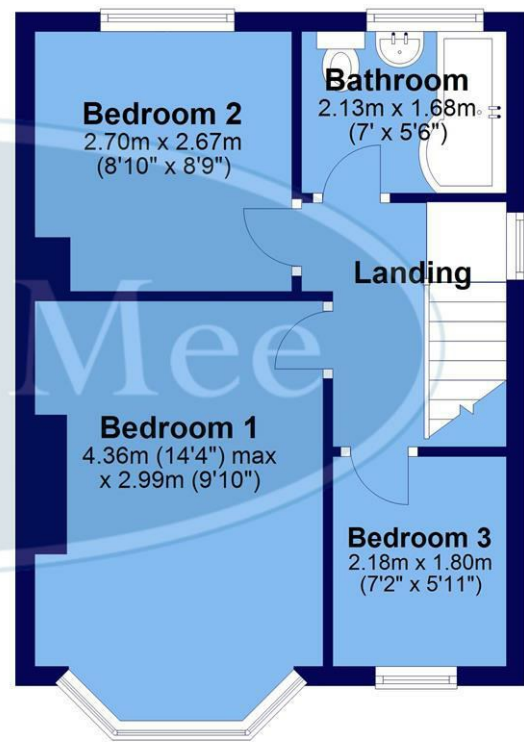 Bedroom 2
2.70m x 2.67m
(8'10" x 8'9")
Bathroom
2.13m x 1.68m
(7' x 5'6")
Landing
Mee
Bedroom 1
4.36m (14'4") max
x 2.99m (9'10")
Bedroom 3
2.18m x 1.80m
(7'2" x 5'11")